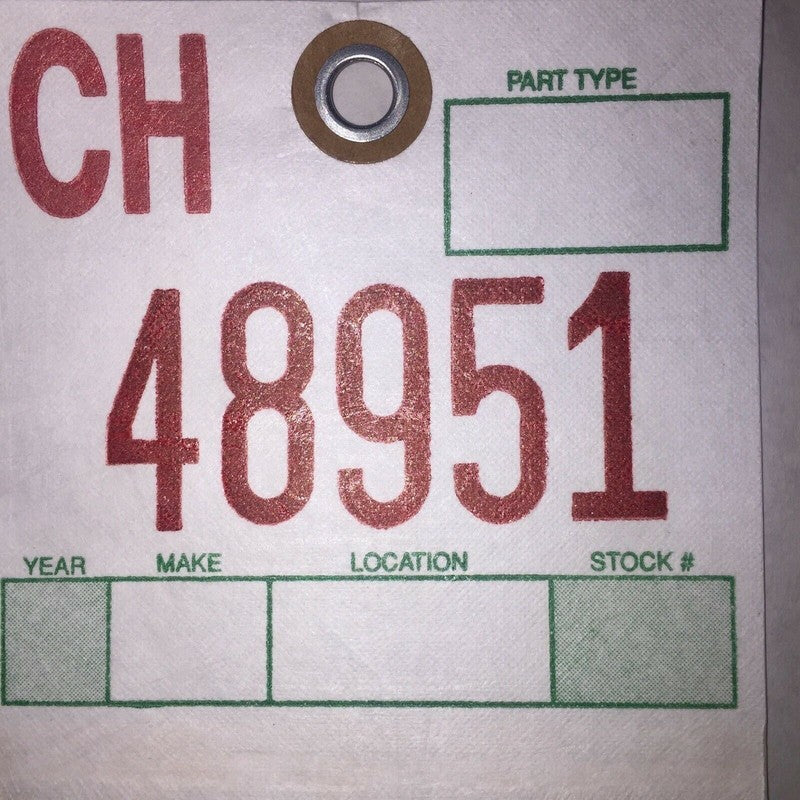 CH
PART TYPE
48951
YEAR MAKE LOCATION STOCK #